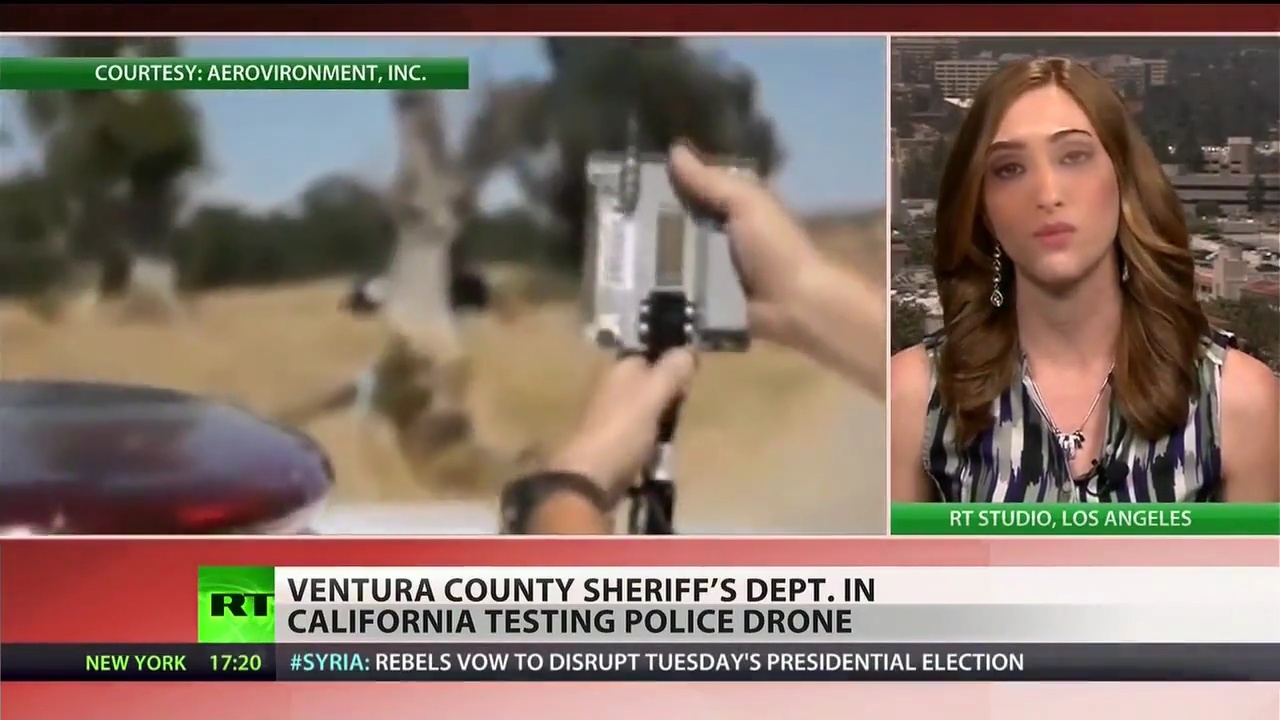 COURTESY: AEROVIRONMENT, INC.
RT STUDIO, LOS ANGELES
RT
VENTURA COUNTY SHERIFF'S DEPT. IN
CALIFORNIA TESTING POLICE DRONE
NEW YORK 17:20 #SYRIA: REBELS VOW TO DISRUPT TUESDAY'S PRESIDENTIAL ELECTION